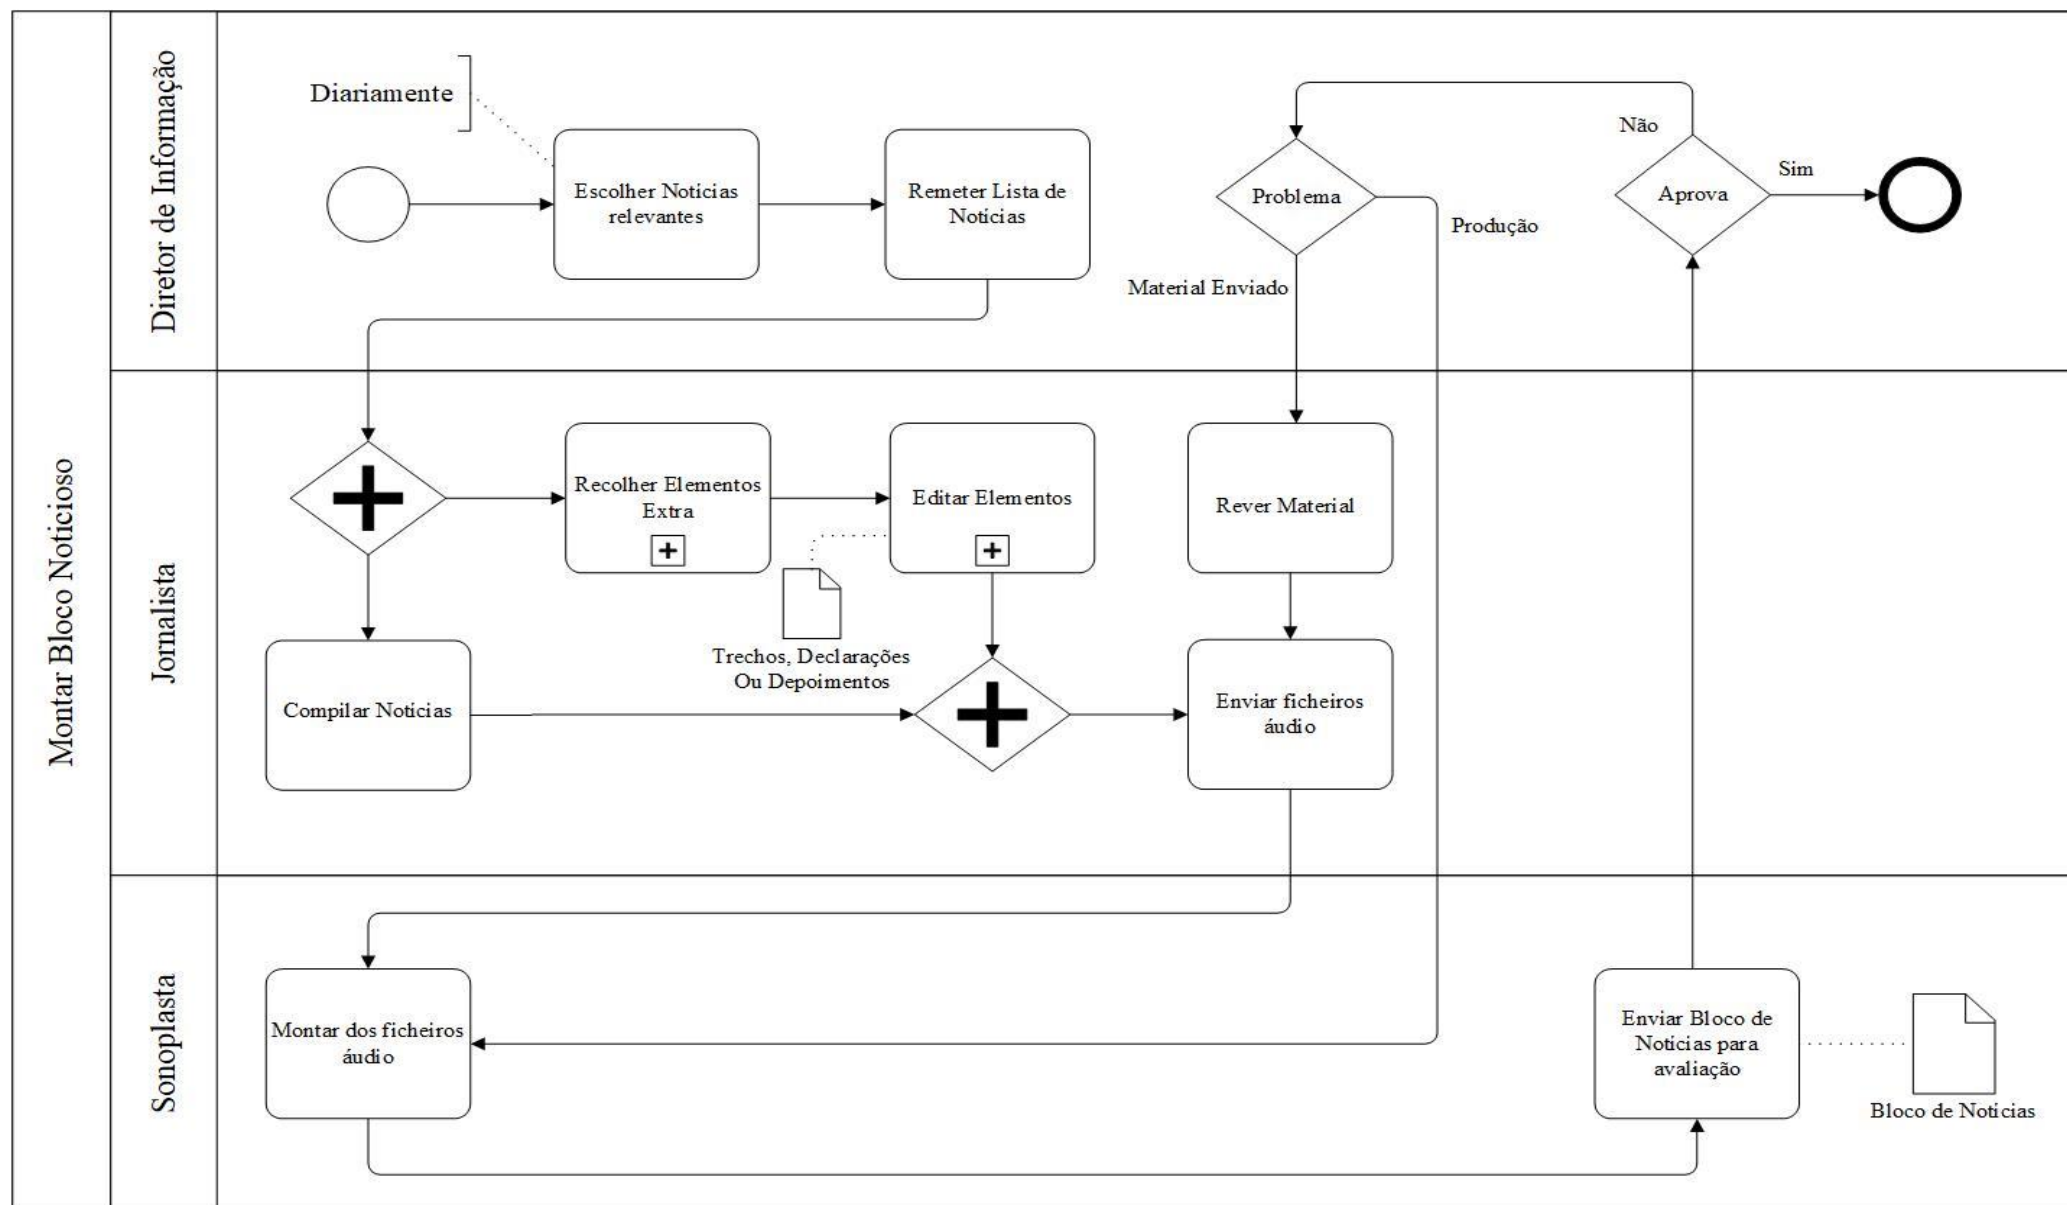 Montar Bloco Noticioso
Diretor de Informação
Diariamente
Escolher Noticias
relevantes
Remeter Lista de
Noticias
Problema
Produção
Material Enviado
Não
Aprova
Sim
Jornalista
Recolher Elementos
Extra
Editar Elementos
Trechos, Declarações
Ou Depoimentos
Compilar Noticias
Rever Material
Enviar ficheiros
áudio
Sonoplasta
Montar dos ficheiros
áudio
Enviar Bloco de
Noticias para
avaliação
Bloco de Noticias